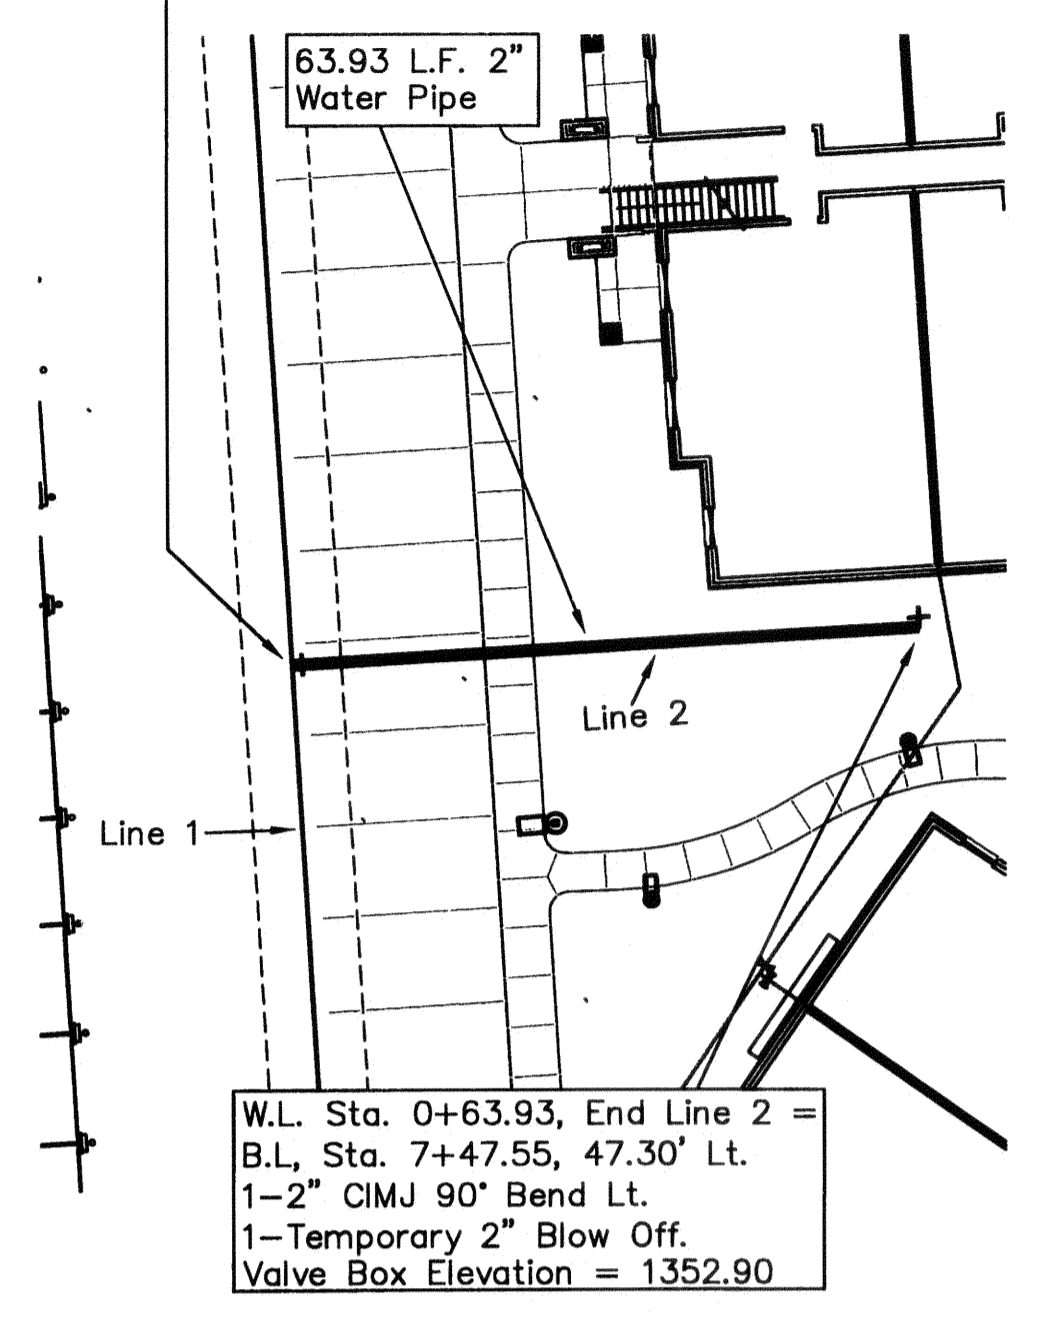 63.93 L.F. 2"
Water Pipe
Line 2
Line 1
W.L. Sta. 0+63.93, End Line 2 =
B.L, Sta. 7+47.55, 47.30' Lt.
1-2" CIMJ 90° Bend Lt.
1-Temporary 2" Blow Off.
Valve Box Elevation = 1352.90